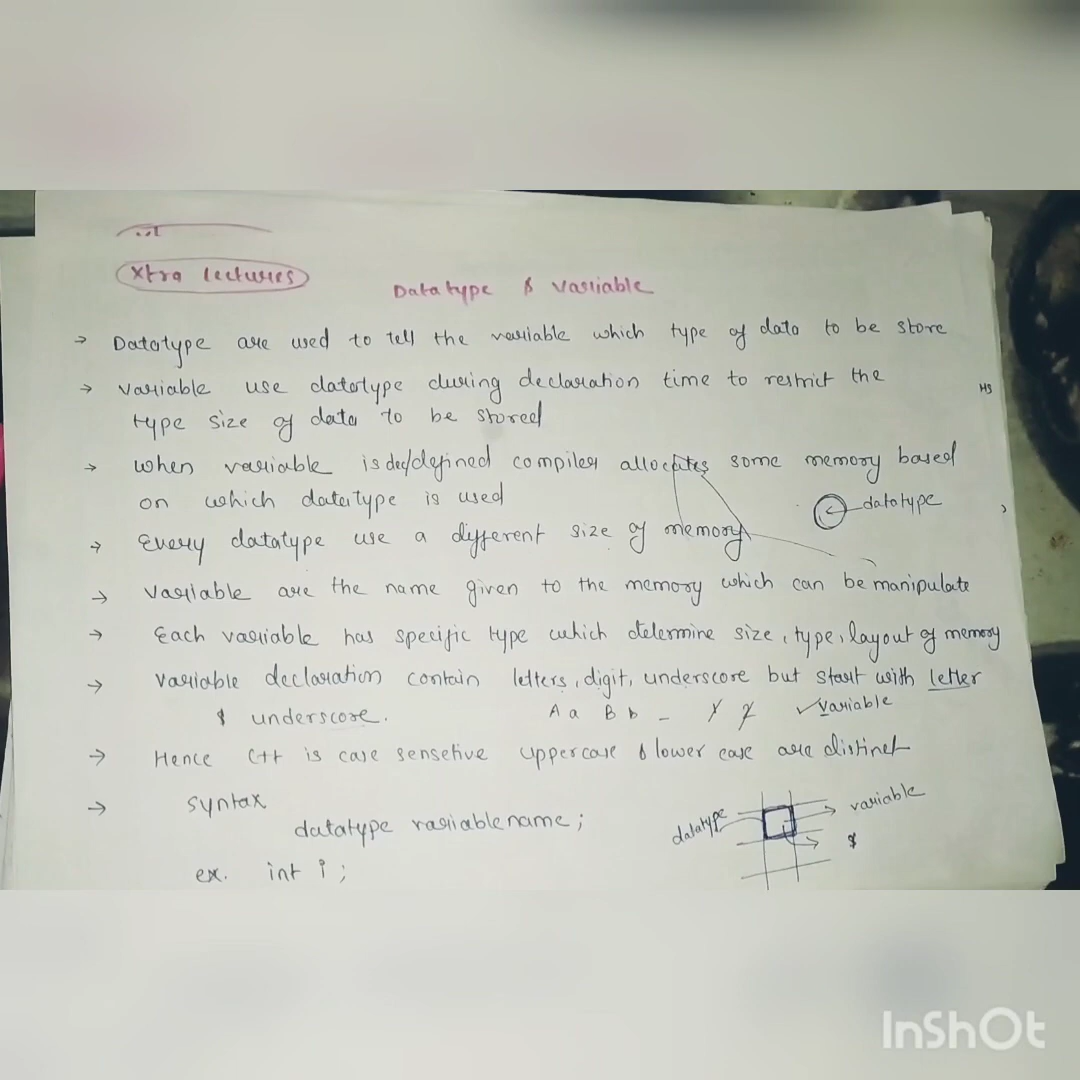 Xtra lectures
Datatype & variable
→ Datatype are used to tell the variable which type of data to be store
→ variable use datatype during declaration time to restrict the
type size of data to be stored
→ when variable is dec/defined compiler allocates some memory based
on which datatype is used
datatype
→ Every datatype use a different size of memory
→ variable are the name given to the memory which can be manipulate
→ Each variable has specific type which determine size, type, layout of memory
→ variable declaration contain letters, digit, underscore but start with letter
& underscore. A a B b _ ✓variable
→ Hence C++ is case sensetive uppercase & lower case are distinct
→ syntax
datatype variablename;
datatype → variable
ex. int i;
InShOt